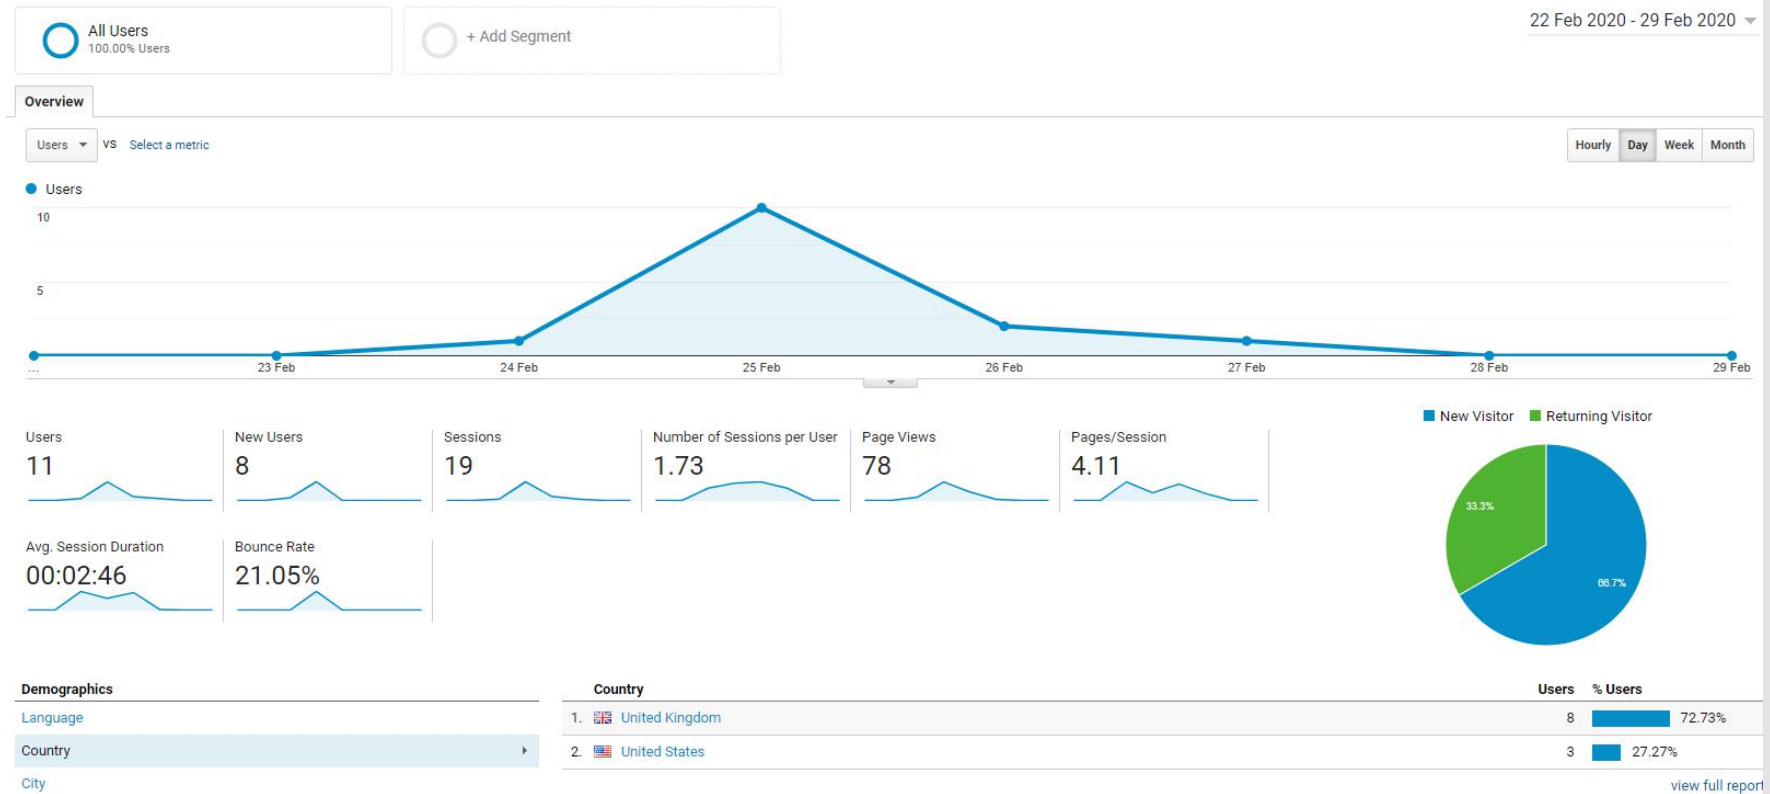 All Users
100.00% Users
+ Add Segment
22 Feb 2020 - 29 Feb 2020
Overview
Users VS Select a metric
Hourly Day Week Month
Users
10
5
... 23 Feb 24 Feb 25 Feb 26 Feb 27 Feb 28 Feb 29 Feb
New Visitor Returning Visitor
Users New Users Sessions Number of Sessions per User Page Views Pages/Session
11 8 19 1.73 78 4.11
33.3%
66.7%
Avg. Session Duration Bounce Rate
00:02:46 21.05%
Demographics
Language
Country
City
Country Users % Users
1. United Kingdom 8 72.73%
2. United States 3 27.27%
view full report